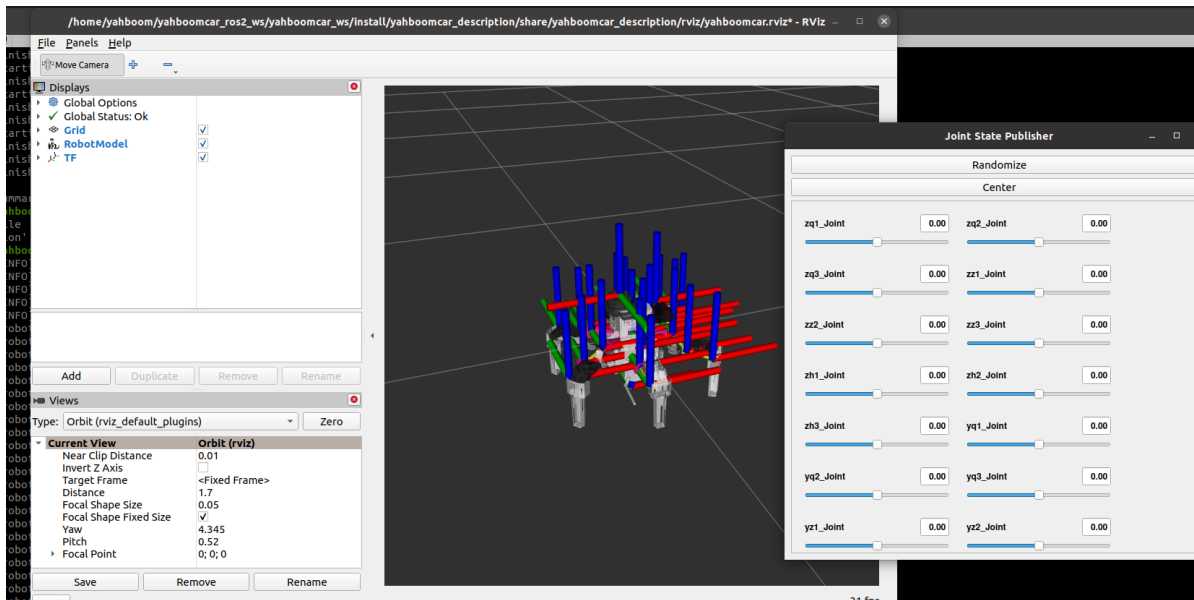 /home/yahboom/yahboomcar_ros2_ws/yahboomcar_ws/install/yahboomcar_description/share/yahboomcar_description/rviz/yahboomcar.rviz* - RViz
File Panels Help
Move Camera
Displays
Global Options
Global Status: Ok
Grid
RobotModel
TF
Add Duplicate Remove Rename
Views
Type: Orbit (rviz_default_plugins) Zero
Current View Orbit (rviz)
Near Clip Distance 0.01
Invert Z Axis
Target Frame <Fixed Frame>
Distance 1.7
Focal Shape Size 0.05
Focal Shape Fixed Size
Yaw 4.345
Pitch 0.52
Focal Point 0; 0; 0
Save Remove Rename
Joint State Publisher
Randomize
Center
zq1_Joint 0.00 zq2_Joint 0.00
zq3_Joint 0.00 zz1_Joint 0.00
zz2_Joint 0.00 zz3_Joint 0.00
zh1_Joint 0.00 zh2_Joint 0.00
zh3_Joint 0.00 yq1_Joint 0.00
yq2_Joint 0.00 yq3_Joint 0.00
yz1_Joint 0.00 yz2_Joint 0.00